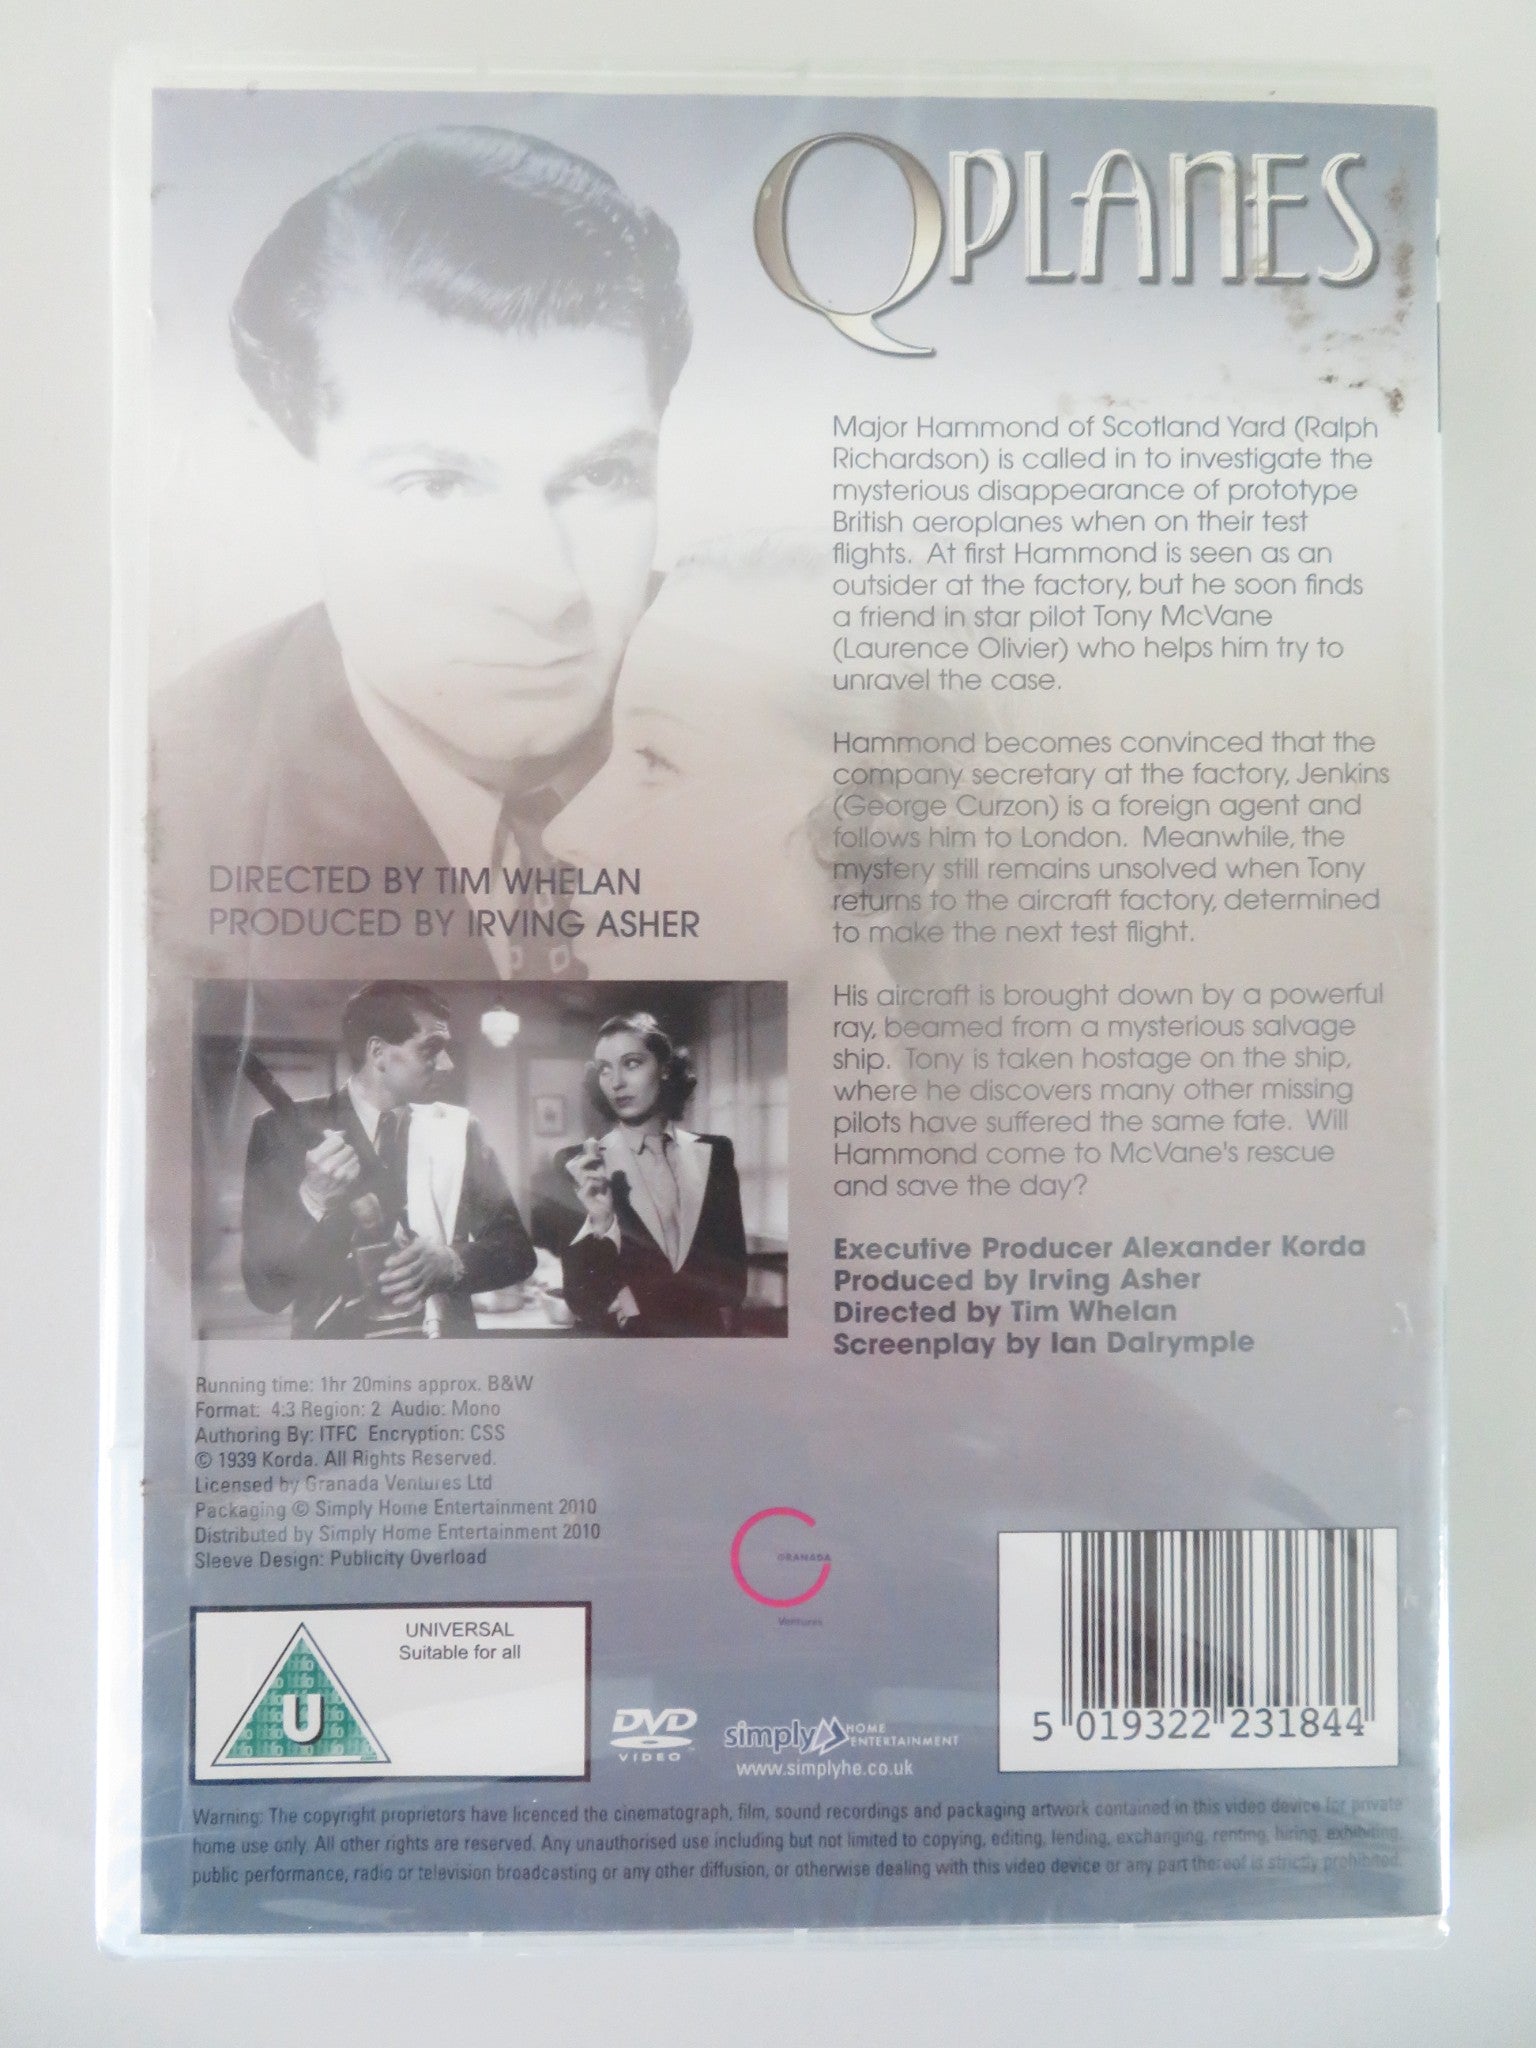 QPLANES
Major Hammond of Scotland Yard (Ralph
Richardson) is called in to investigate the
mysterious disappearance of prototype
British aeroplanes when on their test
flights. At first Hammond is seen as an
outsider at the factory, but he soon finds
a friend in star pilot Tony McVane
(Laurence Olivier) who helps him try to
unravel the case.
Hammond becomes convinced that the
company secretary at the factory, Jenkins
(George Curzon) is a foreign agent and
follows him to London. Meanwhile, the
mystery still remains unsolved when Tony
returns to the aircraft factory, determined
to make the next test flight.
His aircraft is brought down by a powerful
ray, beamed from a mysterious salvage
ship. Tony is taken hostage on the ship,
where he discovers many other missing
pilots have suffered the same fate. Will
Hammond come to McVane's rescue
and save the day?
Executive Producer Alexander Korda
Produced by Irving Asher
Directed by Tim Whelan
Screenplay by Ian Dalrymple
DIRECTED BY TIM WHELAN
PRODUCED BY IRVING ASHER
Running time: 1hr 20mins approx. B&W
Format: 4:3 Region: 2 Audio: Mono
Authoring By: ITFC Encryption: CSS
© 1939 Korda. All Rights Reserved.
Licensed by Granada Ventures Ltd
Packaging © Simply Home Entertainment 2010
Distributed by Simply Home Entertainment 2010
Sleeve Design: Publicity Overload
GRANADA
Ventures
UNIVERSAL
Suitable for all
U
DVD
VIDEO
simply HOME
ENTERTAINMENT
www.simplyhe.co.uk
5 019322 231844
Warning: The copyright proprietors have licenced the cinematograph, film, sound recordings and packaging artwork contained in this video device for private
home use only. All other rights are reserved. Any unauthorised use including but not limited to copying, editing, lending, exchanging, renting, hiring, exhibiting,
public performance, radio or television broadcasting or any other diffusion, or otherwise dealing with this video device or any part thereof is strictly prohibited.